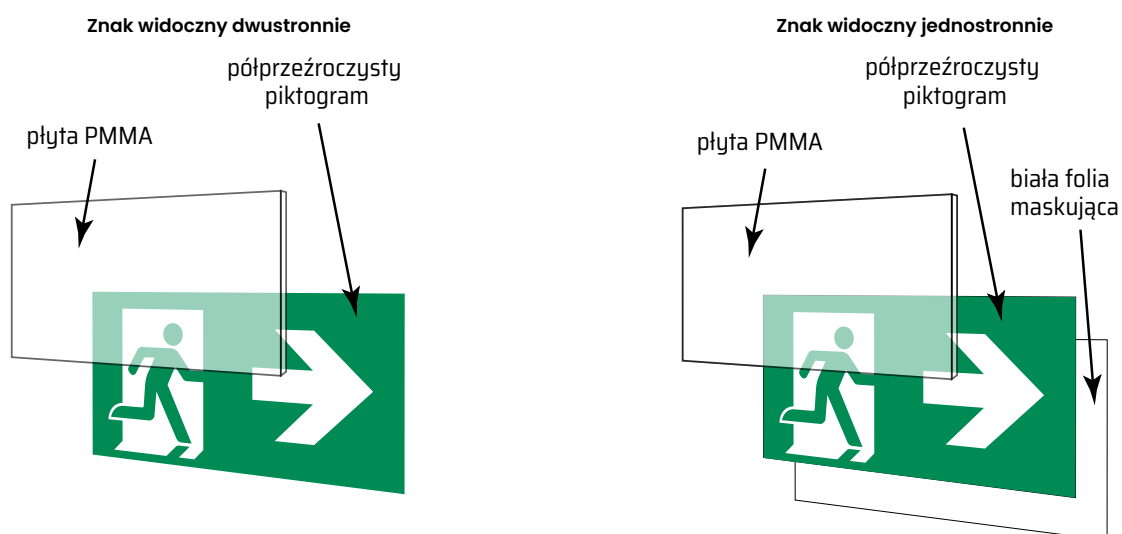 Znak widoczny dwustronnie
półprzeźroczysty
piktogram
płyta PMMA
Znak widoczny jednostronnie
półprzeźroczysty
piktogram
płyta PMMA
biała folia
maskująca